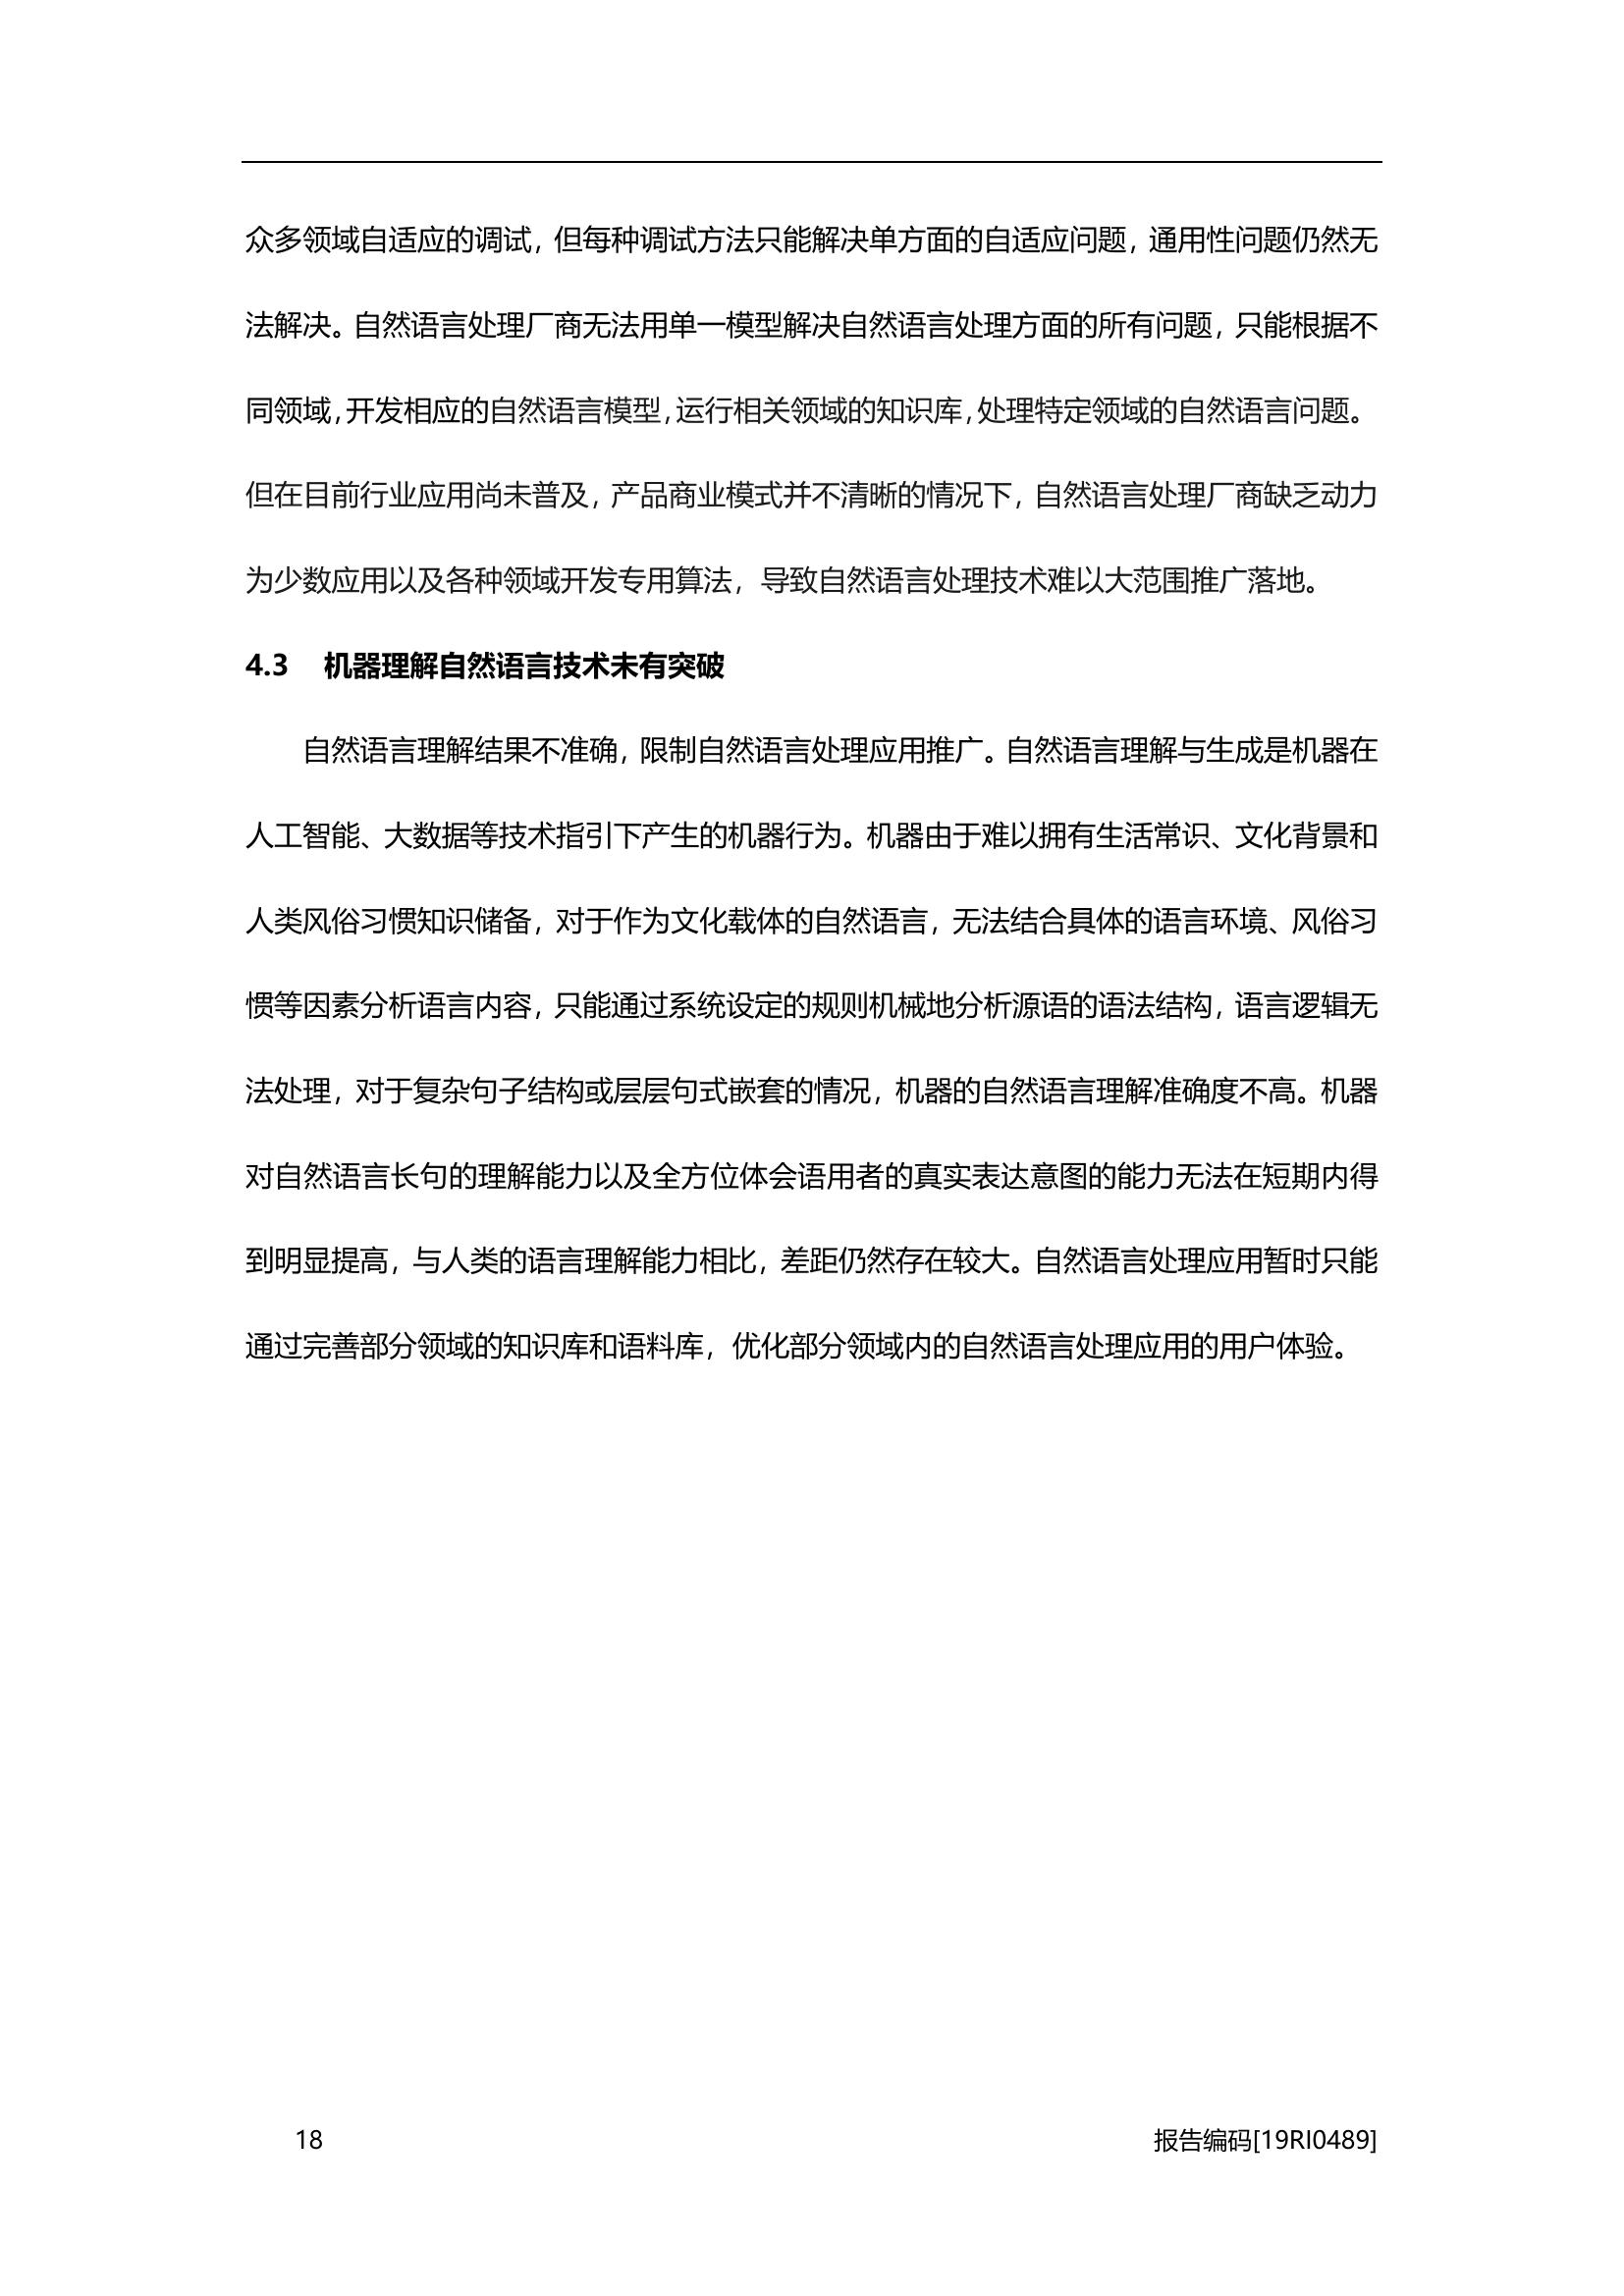 众多领域自适应的调试，但每种调试方法只能解决单方面的自适应问题，通用性问题仍然无
法解决。自然语言处理厂商无法用单一模型解决自然语言处理方面的所有问题，只能根据不
同领域，开发相应的自然语言模型，运行相关领域的知识库，处理特定领域的自然语言问题。
但在目前行业应用尚未普及，产品商业模式并不清晰的情况下，自然语言处理厂商缺乏动力
为少数应用以及各种领域开发专用算法，导致自然语言处理技术难以大范围推广落地。
4.3 机器理解自然语言技术未有突破
自然语言理解结果不准确，限制自然语言处理应用推广。自然语言理解与生成是机器在
人工智能、大数据等技术指引下产生的机器行为。机器由于难以拥有生活常识、文化背景和
人类风俗习惯知识储备，对于作为文化载体的自然语言，无法结合具体的语言环境、风俗习
惯等因素分析语言内容，只能通过系统设定的规则机械地分析源语的语法结构，语言逻辑无
法处理，对于复杂句子结构或层层句式嵌套的情况，机器的自然语言理解准确度不高。机器
对自然语言长句的理解能力以及全方位体会语用者的真实表达意图的能力无法在短期内得
到明显提高，与人类的语言理解能力相比，差距仍然存在较大。自然语言处理应用暂时只能
通过完善部分领域的知识库和语料库，优化部分领域内的自然语言处理应用的用户体验。
18 报告编码[19RI0489]